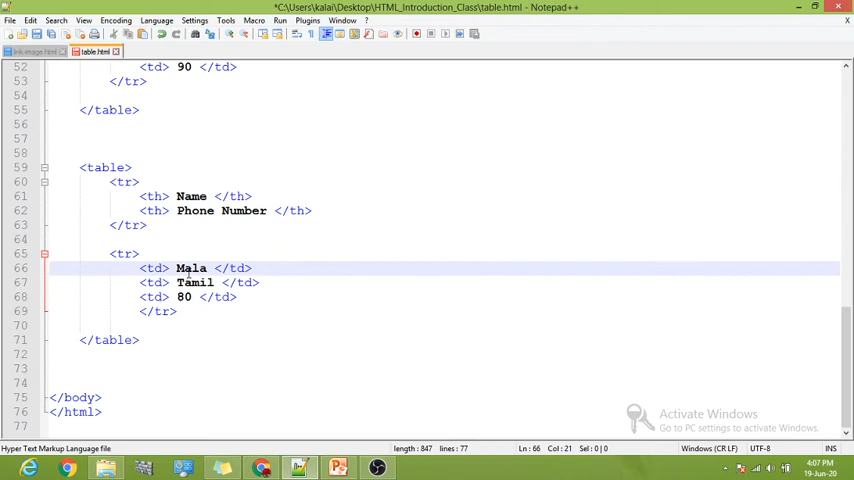 *C:\Users\kalai\Desktop\HTML_Introduction_Class\table.html - Notepad++
File Edit Search View Encoding Language Settings Tools Macro Run Plugins Window ?
link-image.html table.html
52 <td> 90 </td>
53 </tr>
54
55 </table>
56
57
58
59 <table>
60 <tr>
61 <th> Name </th>
62 <th> Phone Number </th>
63 </tr>
64
65 <tr>
66 <td> Mala </td>
67 <td> Tamil </td>
68 <td> 80 </td>
69 </tr>
70
71 </table>
72
73
74
75 </body>
76 </html>
77
Activate Windows
Go to PC settings to activate Windows.
Hyper Text Markup Language file length : 847 lines : 77 Ln : 66 Col : 21 Sel : 0 | 0 Windows (CR LF) UTF-8 INS
4:07 PM
19-Jun-20